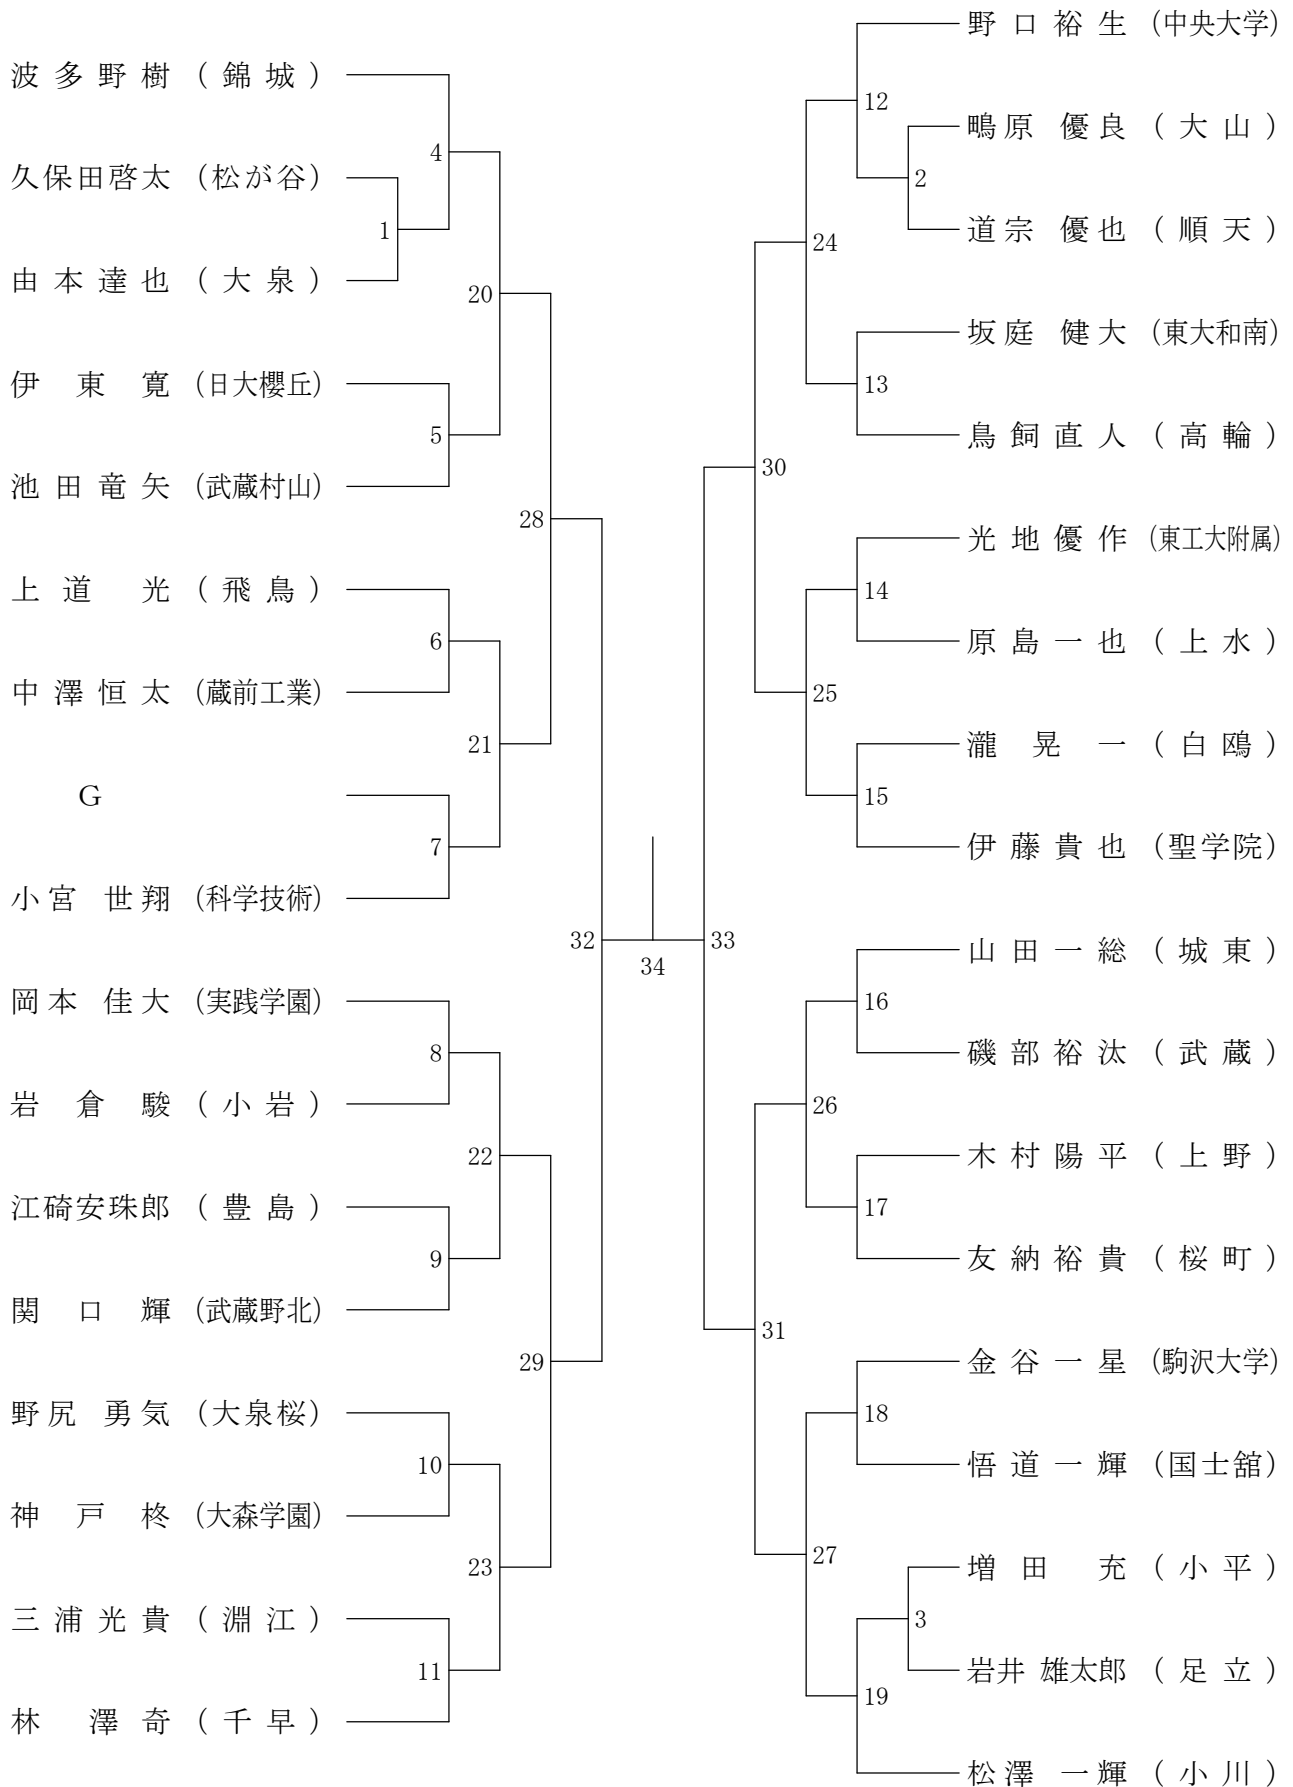 波多野樹 (錦城)
久保田啓太 (松が谷)
由本達也 (大泉)
伊東寛 (日大櫻丘)
池田竜矢 (武蔵村山)
上道光 (飛鳥)
中澤恒太 (蔵前工業)
G
小宮世翔 (科学技術)
岡本佳大 (実践学園)
岩倉駿 (小岩)
江碕安珠郎 (豊島)
関口輝 (武蔵野北)
野尻勇気 (大泉桜)
神戸柊 (大森学園)
三浦光貴 (淵江)
林澤奇 (千早)
1
4
5
6
7
8
9
10
11
20
21
22
23
28
29
32
34
33
30
31
24
25
26
27
12
2
13
14
15
16
17
18
3
19
野口裕生 (中央大学)
鴫原優良 (大山)
道宗優也 (順天)
坂庭健大 (東大和南)
鳥飼直人 (高輪)
光地優作 (東工大附属)
原島一也 (上水)
瀧晃一 (白鴎)
伊藤貴也 (聖学院)
山田一総 (城東)
磯部裕汰 (武蔵)
木村陽平 (上野)
友納裕貴 (桜町)
金谷一星 (駒沢大学)
悟道一輝 (国士舘)
増田充 (小平)
岩井雄太郎 (足立)
松澤一輝 (小川)